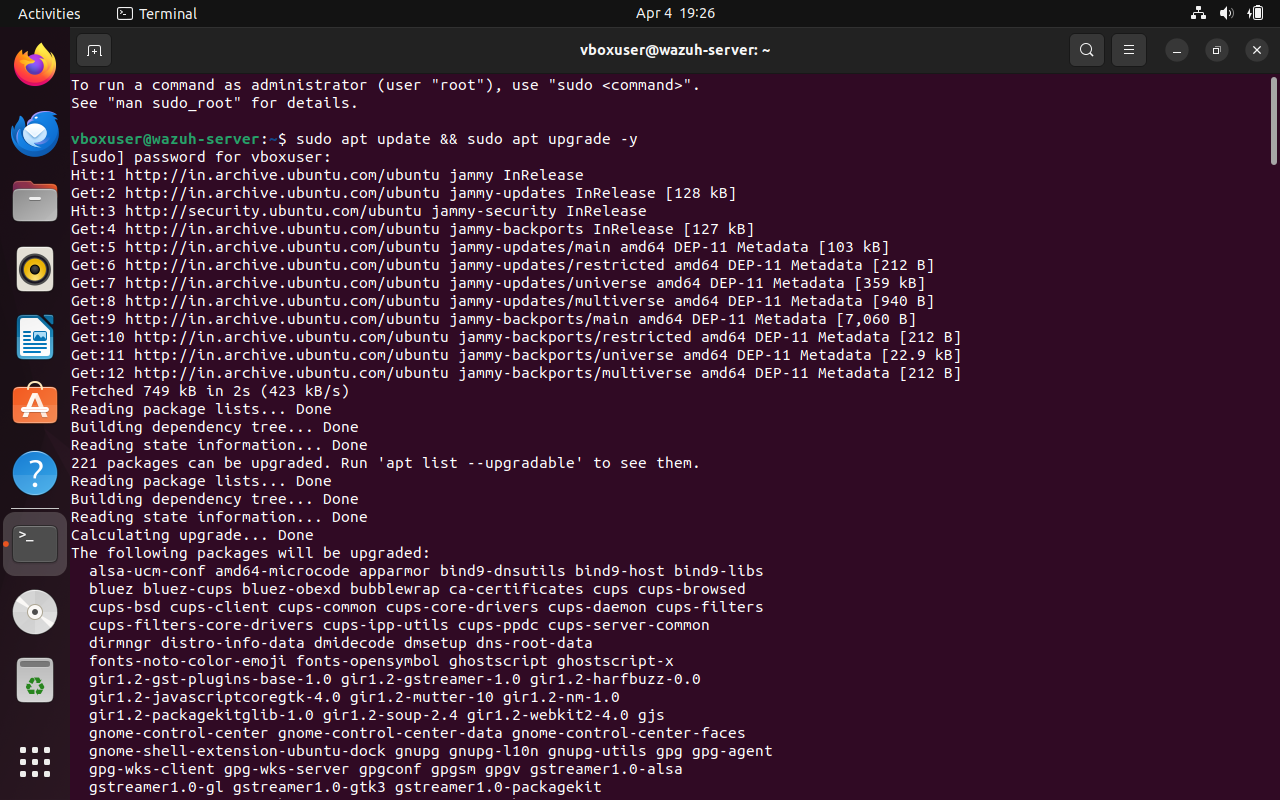 Activities
Terminal
Apr 4 19:26
vboxuser@wazuh-server: ~
To run a command as administrator (user "root"), use "sudo <command>".
See "man sudo_root" for details.
vboxuser@wazuh-server:~$ sudo apt update && sudo apt upgrade -y
[sudo] password for vboxuser:
Hit:1 http://in.archive.ubuntu.com/ubuntu jammy InRelease
Get:2 http://in.archive.ubuntu.com/ubuntu jammy-updates InRelease [128 kB]
Hit:3 http://security.ubuntu.com/ubuntu jammy-security InRelease
Get:4 http://in.archive.ubuntu.com/ubuntu jammy-backports InRelease [127 kB]
Get:5 http://in.archive.ubuntu.com/ubuntu jammy-updates/main amd64 DEP-11 Metadata [103 kB]
Get:6 http://in.archive.ubuntu.com/ubuntu jammy-updates/restricted amd64 DEP-11 Metadata [212 B]
Get:7 http://in.archive.ubuntu.com/ubuntu jammy-updates/universe amd64 DEP-11 Metadata [359 kB]
Get:8 http://in.archive.ubuntu.com/ubuntu jammy-updates/multiverse amd64 DEP-11 Metadata [940 B]
Get:9 http://in.archive.ubuntu.com/ubuntu jammy-backports/main amd64 DEP-11 Metadata [7,060 B]
Get:10 http://in.archive.ubuntu.com/ubuntu jammy-backports/restricted amd64 DEP-11 Metadata [212 B]
Get:11 http://in.archive.ubuntu.com/ubuntu jammy-backports/universe amd64 DEP-11 Metadata [22.9 kB]
Get:12 http://in.archive.ubuntu.com/ubuntu jammy-backports/multiverse amd64 DEP-11 Metadata [212 B]
Fetched 749 kB in 2s (423 kB/s)
Reading package lists... Done
Building dependency tree... Done
Reading state information... Done
221 packages can be upgraded. Run 'apt list --upgradable' to see them.
Reading package lists... Done
Building dependency tree... Done
Reading state information... Done
Calculating upgrade... Done
The following packages will be upgraded:
alsa-ucm-conf amd64-microcode apparmor bind9-dnsutils bind9-host bind9-libs
bluez bluez-cups bluez-obexd bubblewrap ca-certificates cups cups-browsed
cups-bsd cups-client cups-common cups-core-drivers cups-daemon cups-filters
cups-filters-core-drivers cups-ipp-utils cups-ppdc cups-server-common
dirmngr distro-info-data dmidecode dmsetup dns-root-data
fonts-noto-color-emoji fonts-opensymbol ghostscript ghostscript-x
gir1.2-gst-plugins-base-1.0 gir1.2-gstreamer-1.0 gir1.2-harfbuzz-0.0
gir1.2-javascriptcoregtk-4.0 gir1.2-mutter-10 gir1.2-nm-1.0
gir1.2-packagekitglib-1.0 gir1.2-soup-2.4 gir1.2-webkit2-4.0 gjs
gnome-control-center gnome-control-center-data gnome-control-center-faces
gnome-shell-extension-ubuntu-dock gnupg gnupg-l10n gnupg-utils gpg gpg-agent
gpg-wks-client gpg-wks-server gpgconf gpgsm gpgv gstreamer1.0-alsa
gstreamer1.0-gl gstreamer1.0-gtk3 gstreamer1.0-packagekit